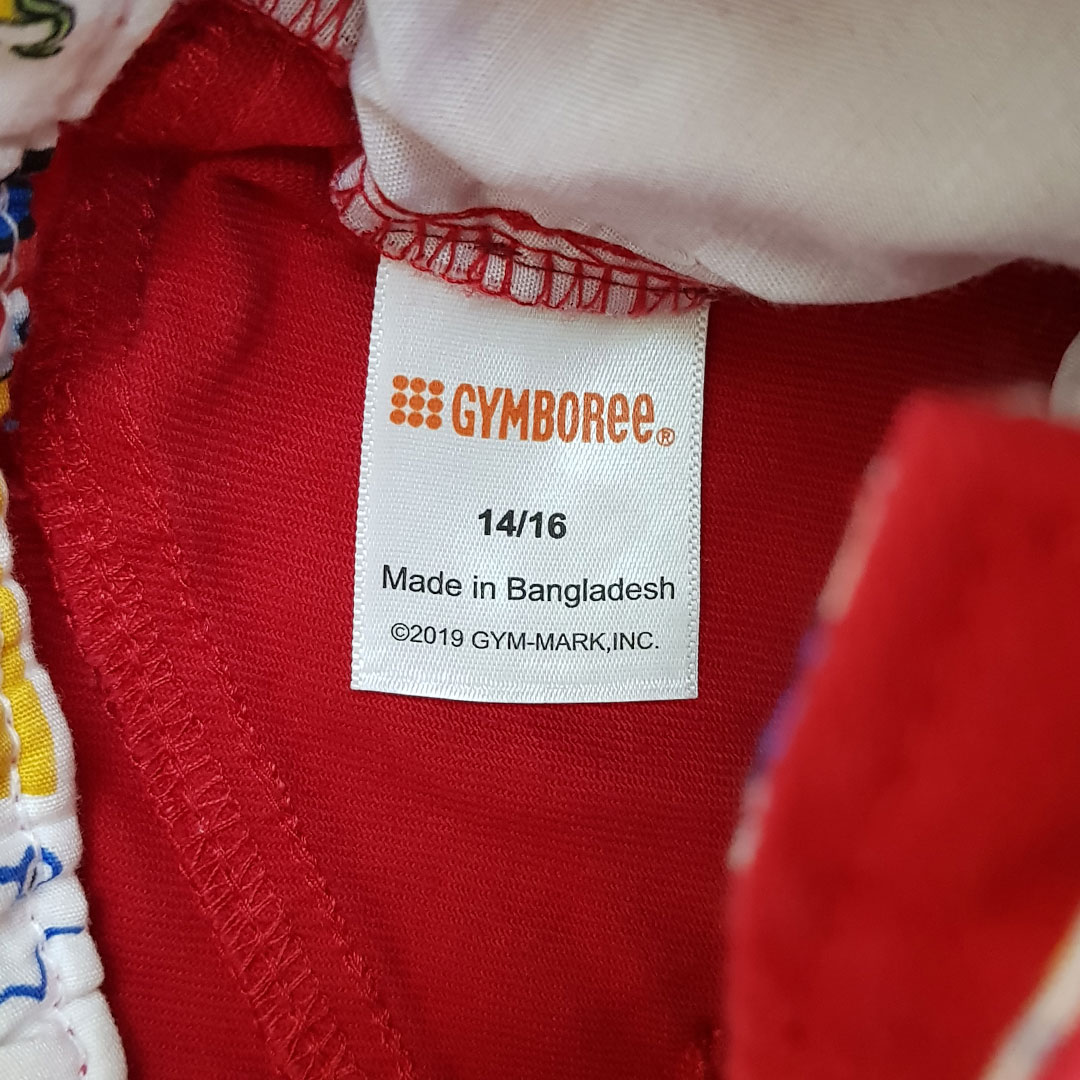 GYMBOREE®
14/16
Made in Bangladesh
©2019 GYM-MARK,INC.